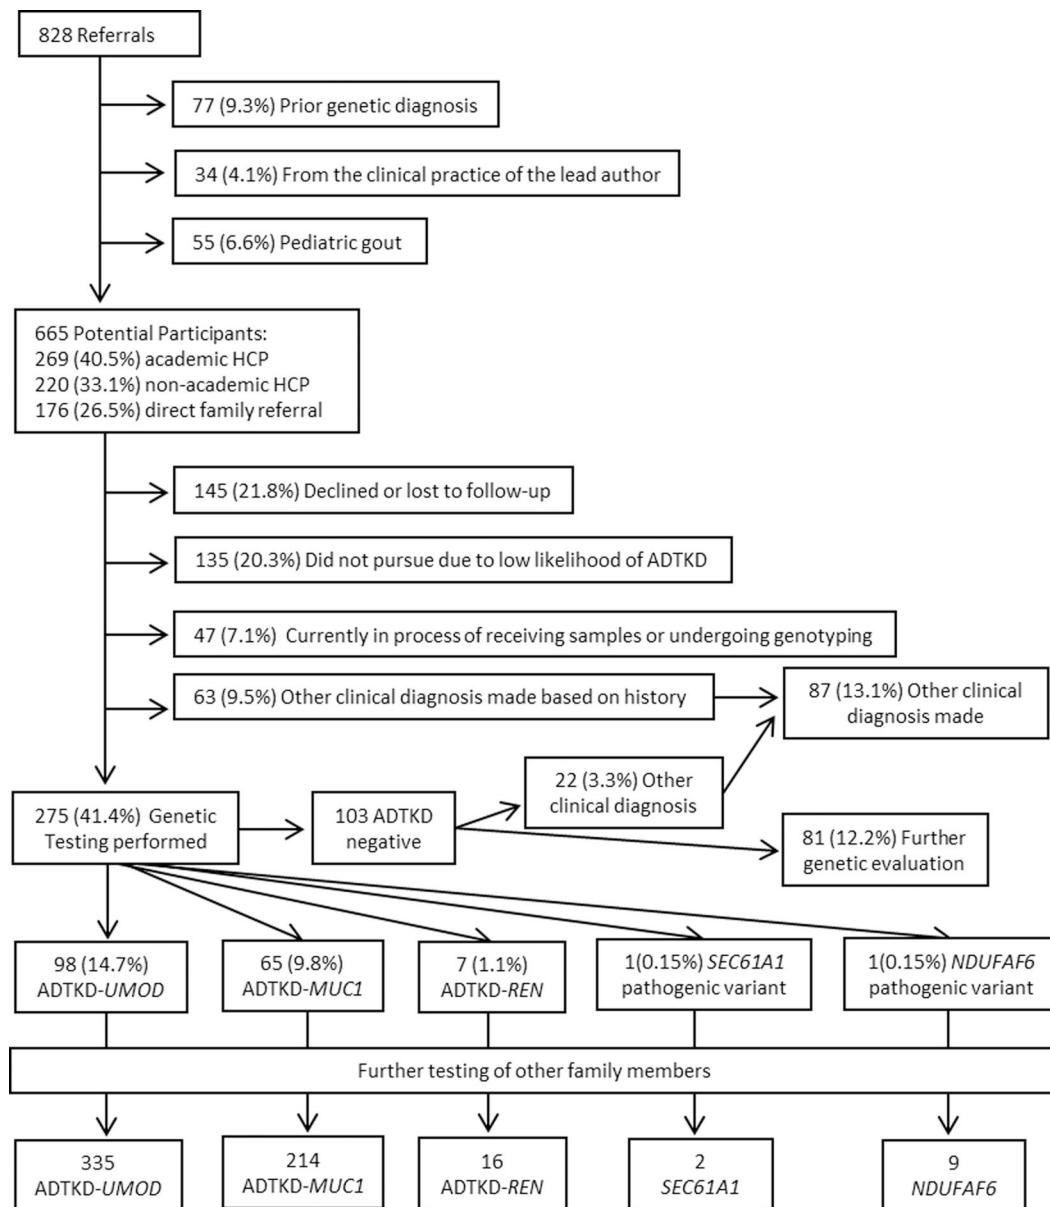 828 Referrals
77 (9.3%) Prior genetic diagnosis
34 (4.1%) From the clinical practice of the lead author
55 (6.6%) Pediatric gout
665 Potential Participants:
269 (40.5%) academic HCP
220 (33.1%) non-academic HCP
176 (26.5%) direct family referral
145 (21.8%) Declined or lost to follow-up
135 (20.3%) Did not pursue due to low likelihood of ADTKD
47 (7.1%) Currently in process of receiving samples or undergoing genotyping
63 (9.5%) Other clinical diagnosis made based on history
87 (13.1%) Other clinical
diagnosis made
22 (3.3%) Other
clinical diagnosis
275 (41.4%) Genetic
Testing performed
103 ADTKD
negative
81 (12.2%) Further
genetic evaluation
98 (14.7%)
ADTKD-UMOD
65 (9.8%)
ADTKD-MUC1
7 (1.1%)
ADTKD-REN
1(0.15%) SEC61A1
pathogenic variant
1(0.15%) NDUFAF6
pathogenic variant
Further testing of other family members
335
ADTKD-UMOD
214
ADTKD-MUC1
16
ADTKD-REN
2
SEC61A1
9
NDUFAF6